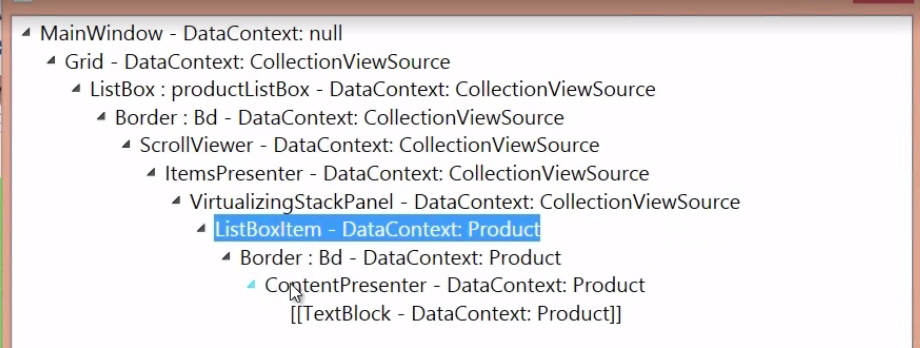 MainWindow - DataContext: null
Grid - DataContext: CollectionViewSource
ListBox : productListBox - DataContext: CollectionViewSource
Border : Bd - DataContext: CollectionViewSource
ScrollViewer - DataContext: CollectionViewSource
ItemsPresenter - DataContext: CollectionViewSource
VirtualizingStackPanel - DataContext: CollectionViewSource
ListBoxItem - DataContext: Product
Border : Bd - DataContext: Product
ContentPresenter - DataContext: Product
[[TextBlock - DataContext: Product]]